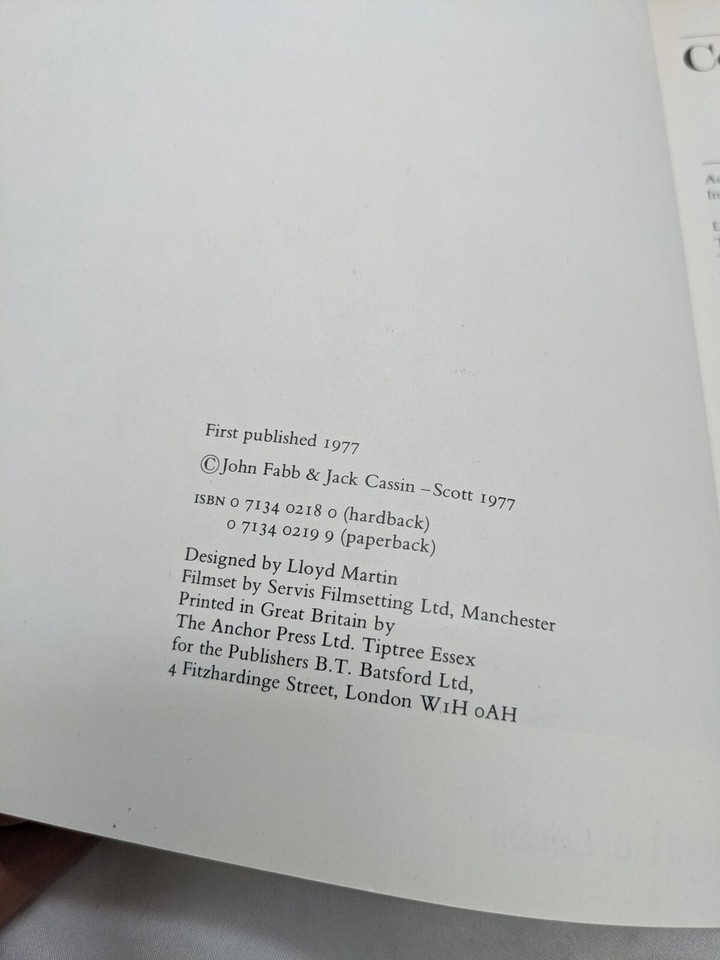 First published 1977
©John Fabb & Jack Cassin –Scott 1977
ISBN 0 7134 0218 0 (hardback)
0 7134 0219 9 (paperback)
Designed by Lloyd Martin
Filmset by Servis Filmsetting Ltd, Manchester
Printed in Great Britain by
The Anchor Press Ltd. Tiptree Essex
for the Publishers B.T. Batsford Ltd,
4 Fitzhardinge Street, London W1H 0AH